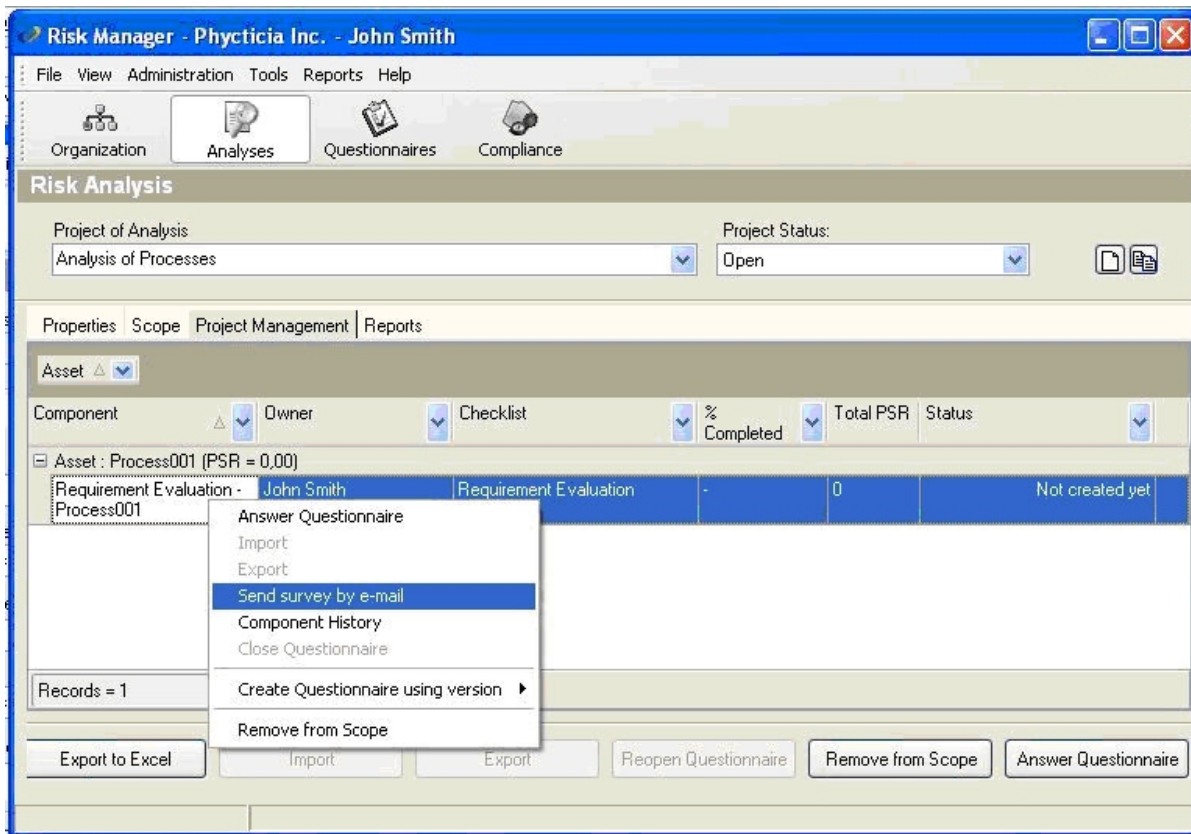 Risk Manager - Phycticia Inc. - John Smith
File View Administration Tools Reports Help
Organization Analyses Questionnaires Compliance
Risk Analysis
Project of Analysis Project Status:
Analysis of Processes Open
Properties Scope Project Management Reports
Asset
Component Owner Checklist % Completed Total PSR Status
Asset : Process001 (PSR = 0,00)
Requirement Evaluation - John Smith Requirement Evaluation - 0 Not created yet
Process001
Answer Questionnaire
Import
Export
Send survey by e-mail
Component History
Close Questionnaire
Create Questionnaire using version
Remove from Scope
Records = 1
Export to Excel Import Export Reopen Questionnaire Remove from Scope Answer Questionnaire